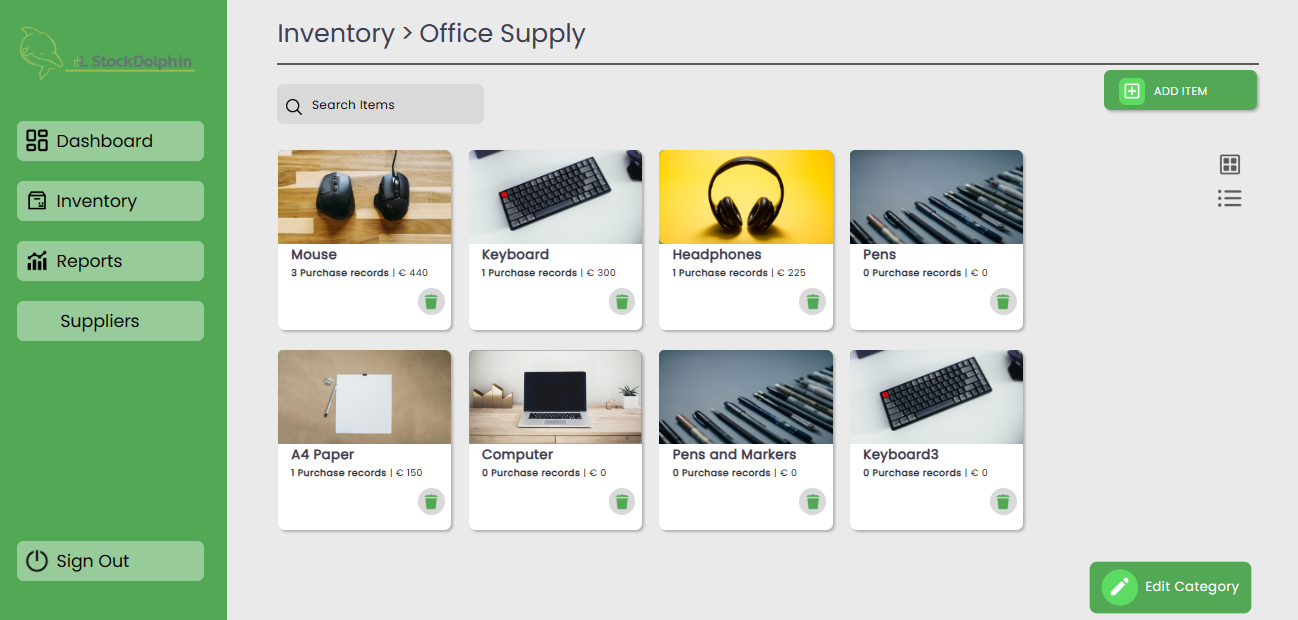 StockDolphin
Dashboard
Inventory
Reports
Suppliers
Sign Out
Inventory > Office Supply
Search Items
ADD ITEM
Mouse
3 Purchase records | € 440
Keyboard
1 Purchase records | € 300
Headphones
1 Purchase records | € 225
Pens
0 Purchase records | € 0
A4 Paper
1 Purchase records | € 150
Computer
0 Purchase records | € 0
Pens and Markers
0 Purchase records | € 0
Keyboard3
0 Purchase records | € 0
Edit Category